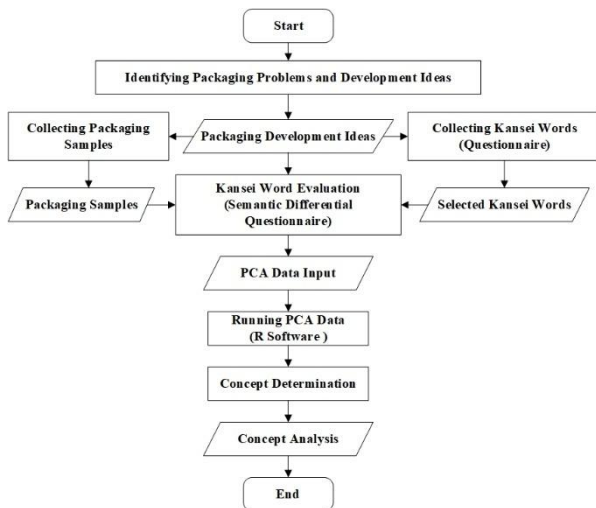 Start
Identifying Packaging Problems and Development Ideas
Collecting Packaging
Samples
Packaging Development Ideas
Collecting Kansei Words
(Questionnaire)
Packaging Samples
Kansei Word Evaluation
(Semantic Differential
Questionnaire)
Selected Kansei Words
PCA Data Input
Running PCA Data
(R Software )
Concept Determination
Concept Analysis
End